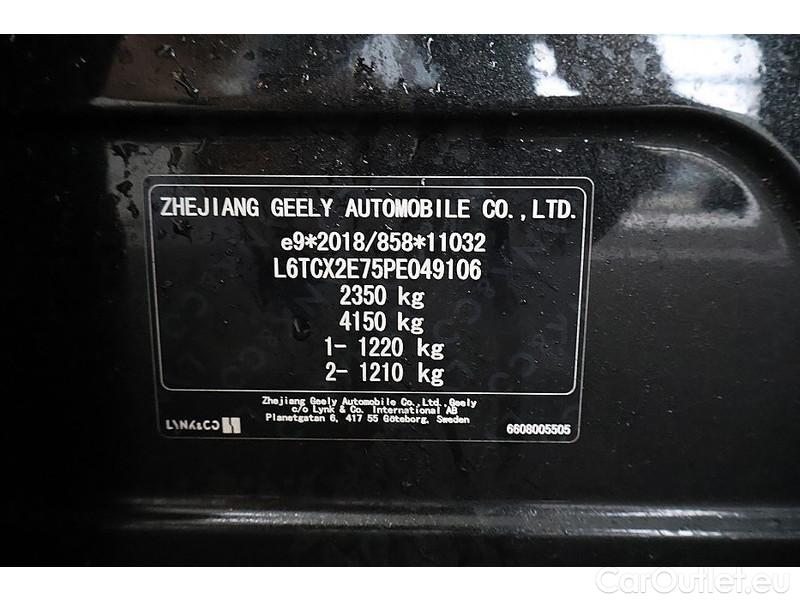 ZHEJIANG GEELY AUTOMOBILE CO.,LTD.
e9*2018/858*11032
L6TCX2E75PE049106
2350 kg
4150 kg
1- 1220 kg
2- 1210 kg
Zhejiang Geely Automobile Co.,Ltd.,Geely
c/o Lynk & Co. International AB
Planetgatan 6, 417 55 Göteborg, Sweden
LYNK&CO
6608005505
CarOutlet.eu